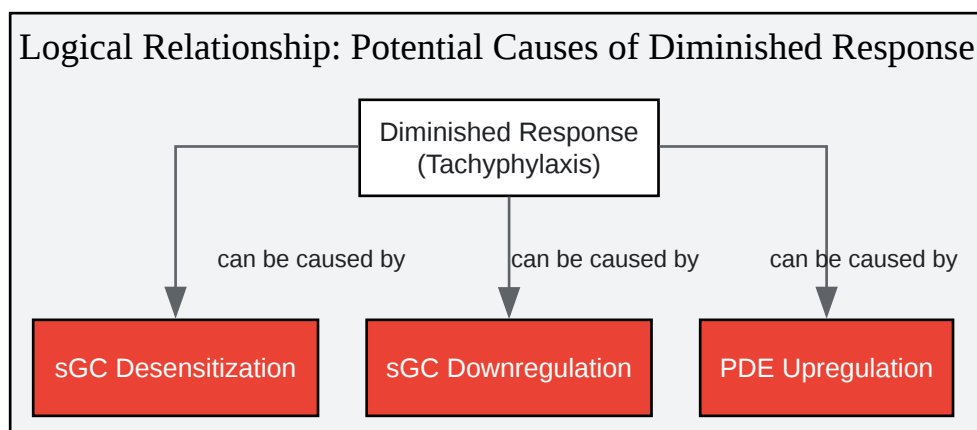 Logical Relationship: Potential Causes of Diminished Response
Diminished Response
(Tachyphylaxis)
can be caused by
can be caused by
can be caused by
sGC Desensitization
sGC Downregulation
PDE Upregulation